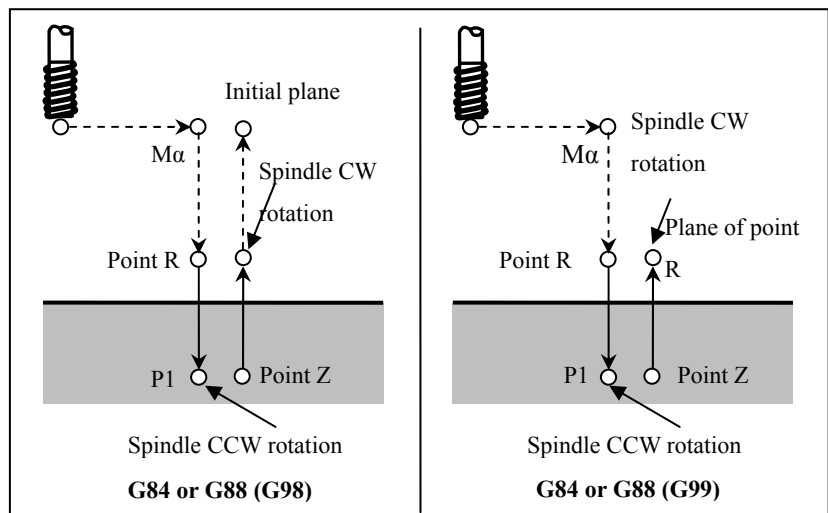 Initial plane
Mα
Spindle CW
rotation
Point R
P1
Point Z
Spindle CCW rotation
G84 or G88 (G98)
Spindle CW
Mα
rotation
Plane of point
Point R
R
P1
Point Z
Spindle CCW rotation
G84 or G88 (G99)